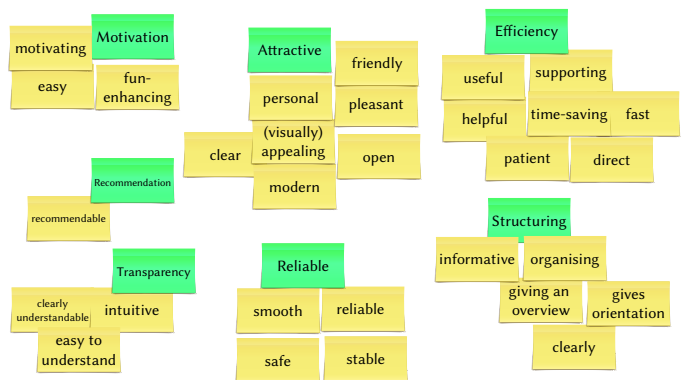 Motivation
motivating
easy
fun-
enhancing
Attractive
friendly
personal
pleasant
(visually)
appealing
clear
open
modern
Efficiency
useful
supporting
helpful
time-saving
fast
patient
direct
Recommendation
recommendable
Transparency
clearly
understandable
intuitive
easy to
understand
Reliable
smooth
reliable
safe
stable
Structuring
informative
organising
giving an
overview
gives
orientation
clearly